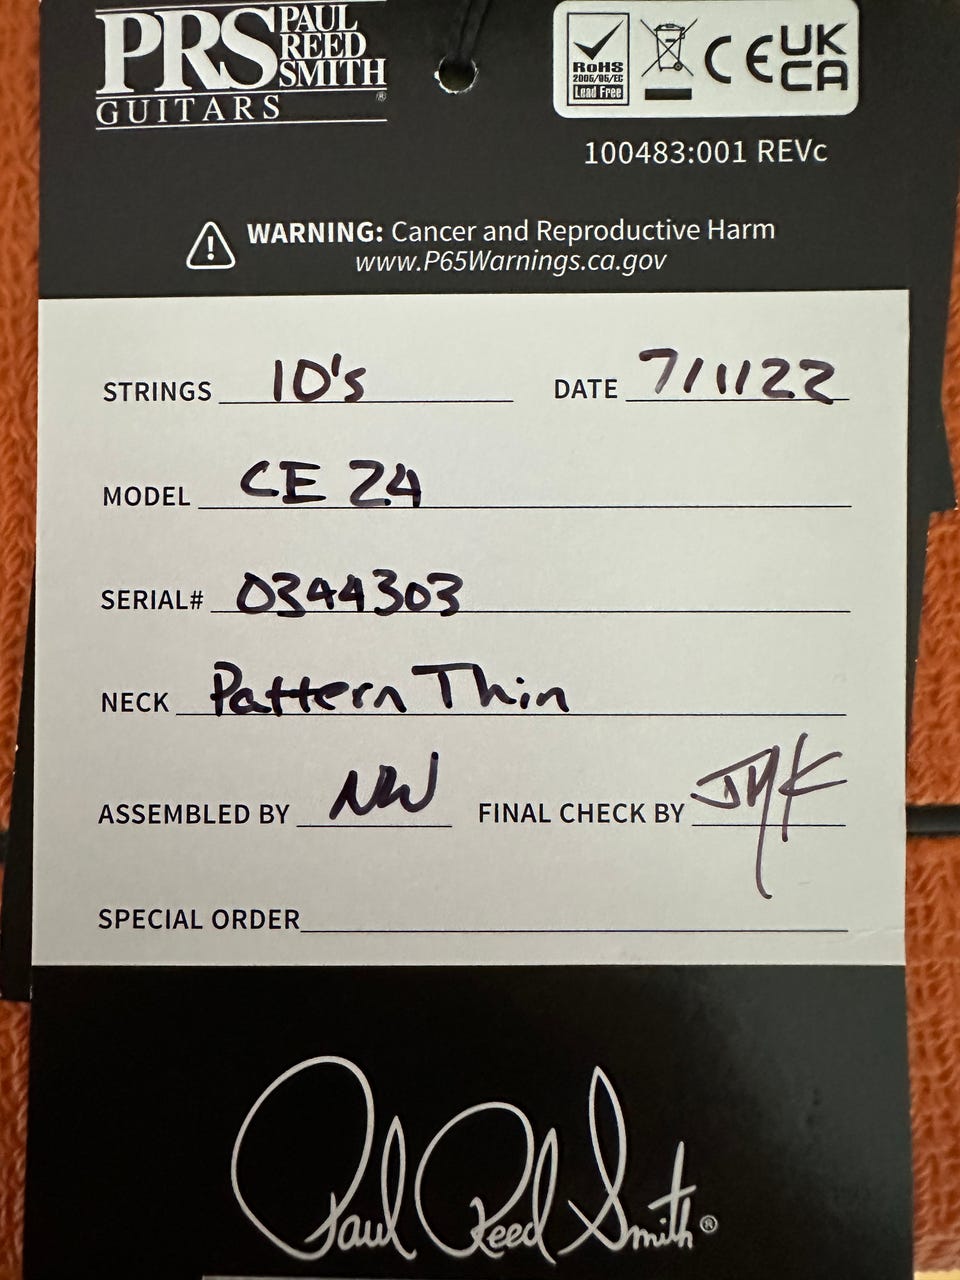 PRS PAUL REED SMITH
GUITARS ®
RoHS
2005/95/EC
Lead Free
CE UK CA
100483:001 REVc
WARNING: Cancer and Reproductive Harm
www.P65Warnings.ca.gov
STRINGS 10's DATE 7/1/22
MODEL CE 24
SERIAL# 0344303
NECK Pattern Thin
ASSEMBLED BY NW FINAL CHECK BY JMK
SPECIAL ORDER
Paul Reed Smith ®